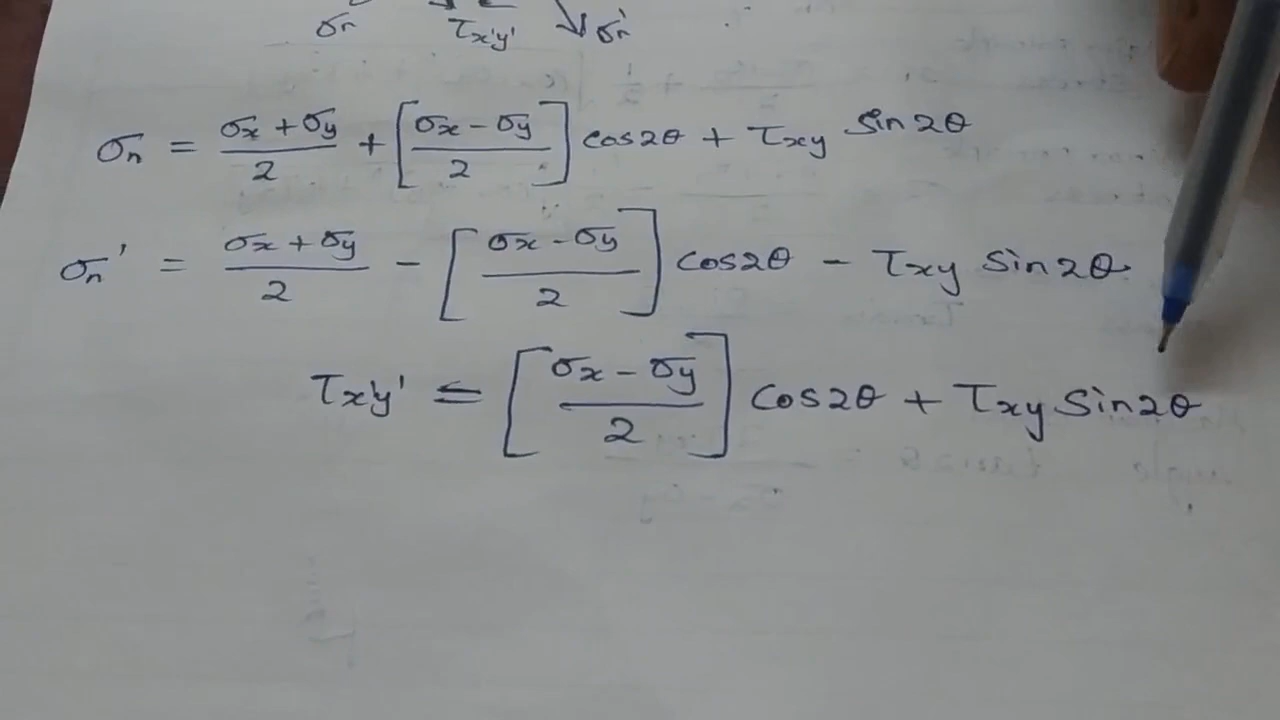 σn τx'y' σn'
σn = σx + σy / 2 + [σx - σy / 2] cos2θ + τxy sin2θ
σn' = σx + σy / 2 - [σx - σy / 2] cos2θ - τxy sin2θ
τx'y' = [σx - σy / 2] cos2θ + τxy sin2θ